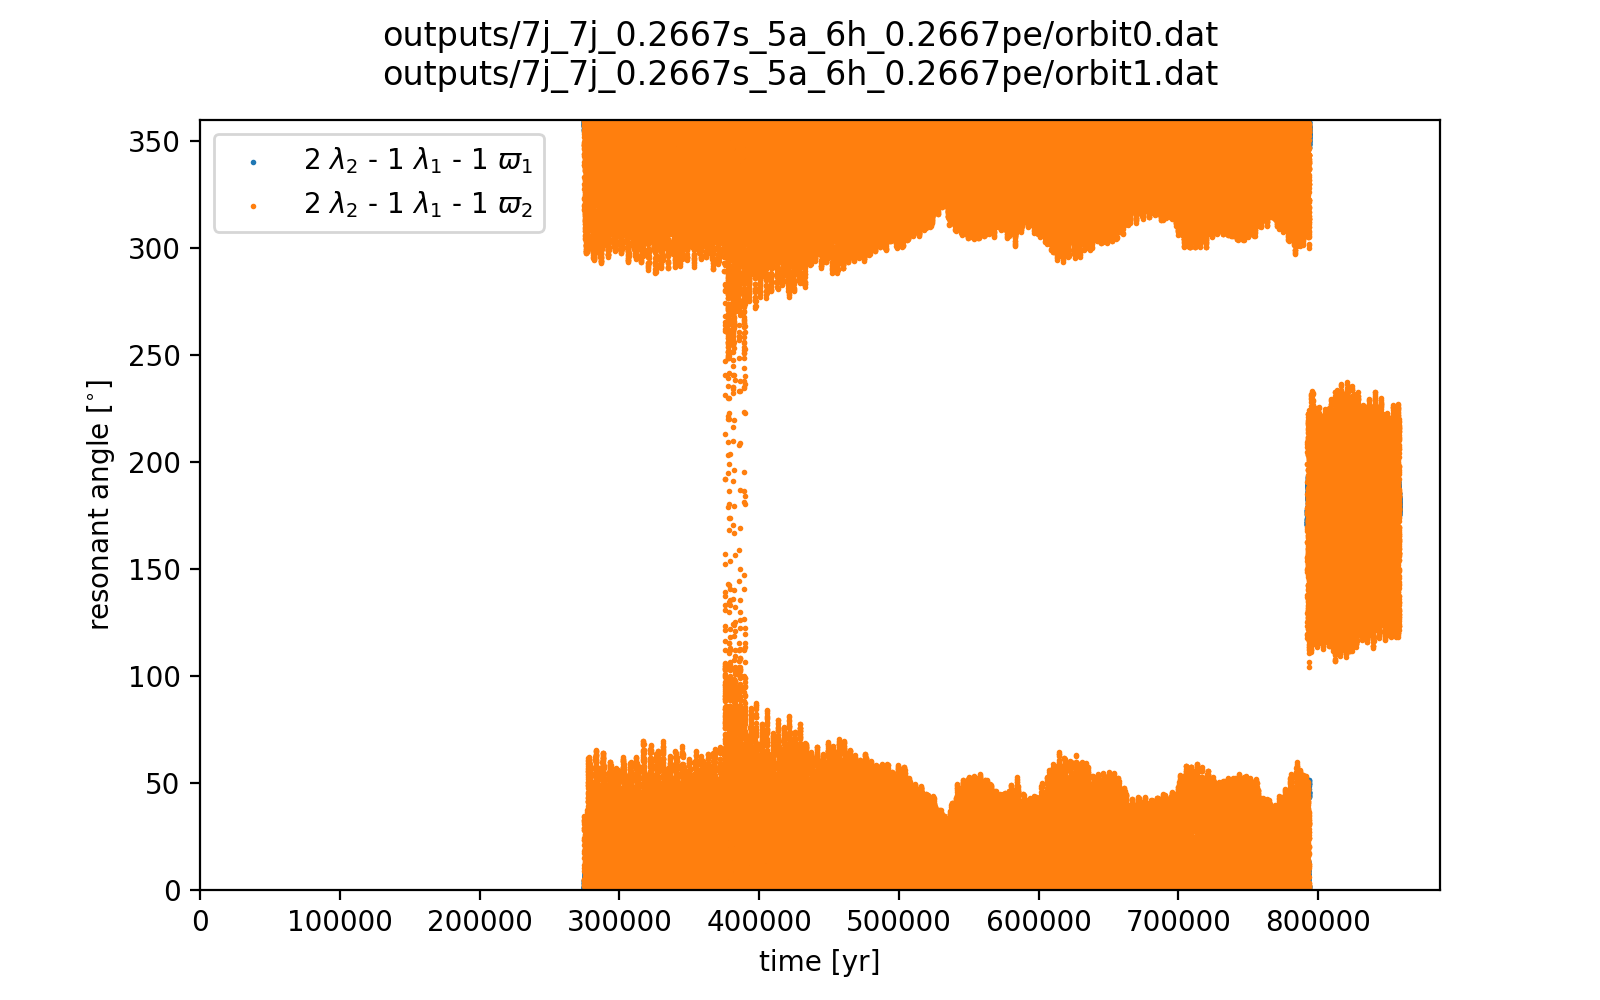 outputs/7j_7j_0.2667s_5a_6h_0.2667pe/orbit0.dat
outputs/7j_7j_0.2667s_5a_6h_0.2667pe/orbit1.dat
2 λ₂ - 1 λ₁ - 1 ϖ₁
2 λ₂ - 1 λ₁ - 1 ϖ₂
350
300
250
200
150
100
50
0
resonant angle [°]
0 100000 200000 300000 400000 500000 600000 700000 800000
time [yr]